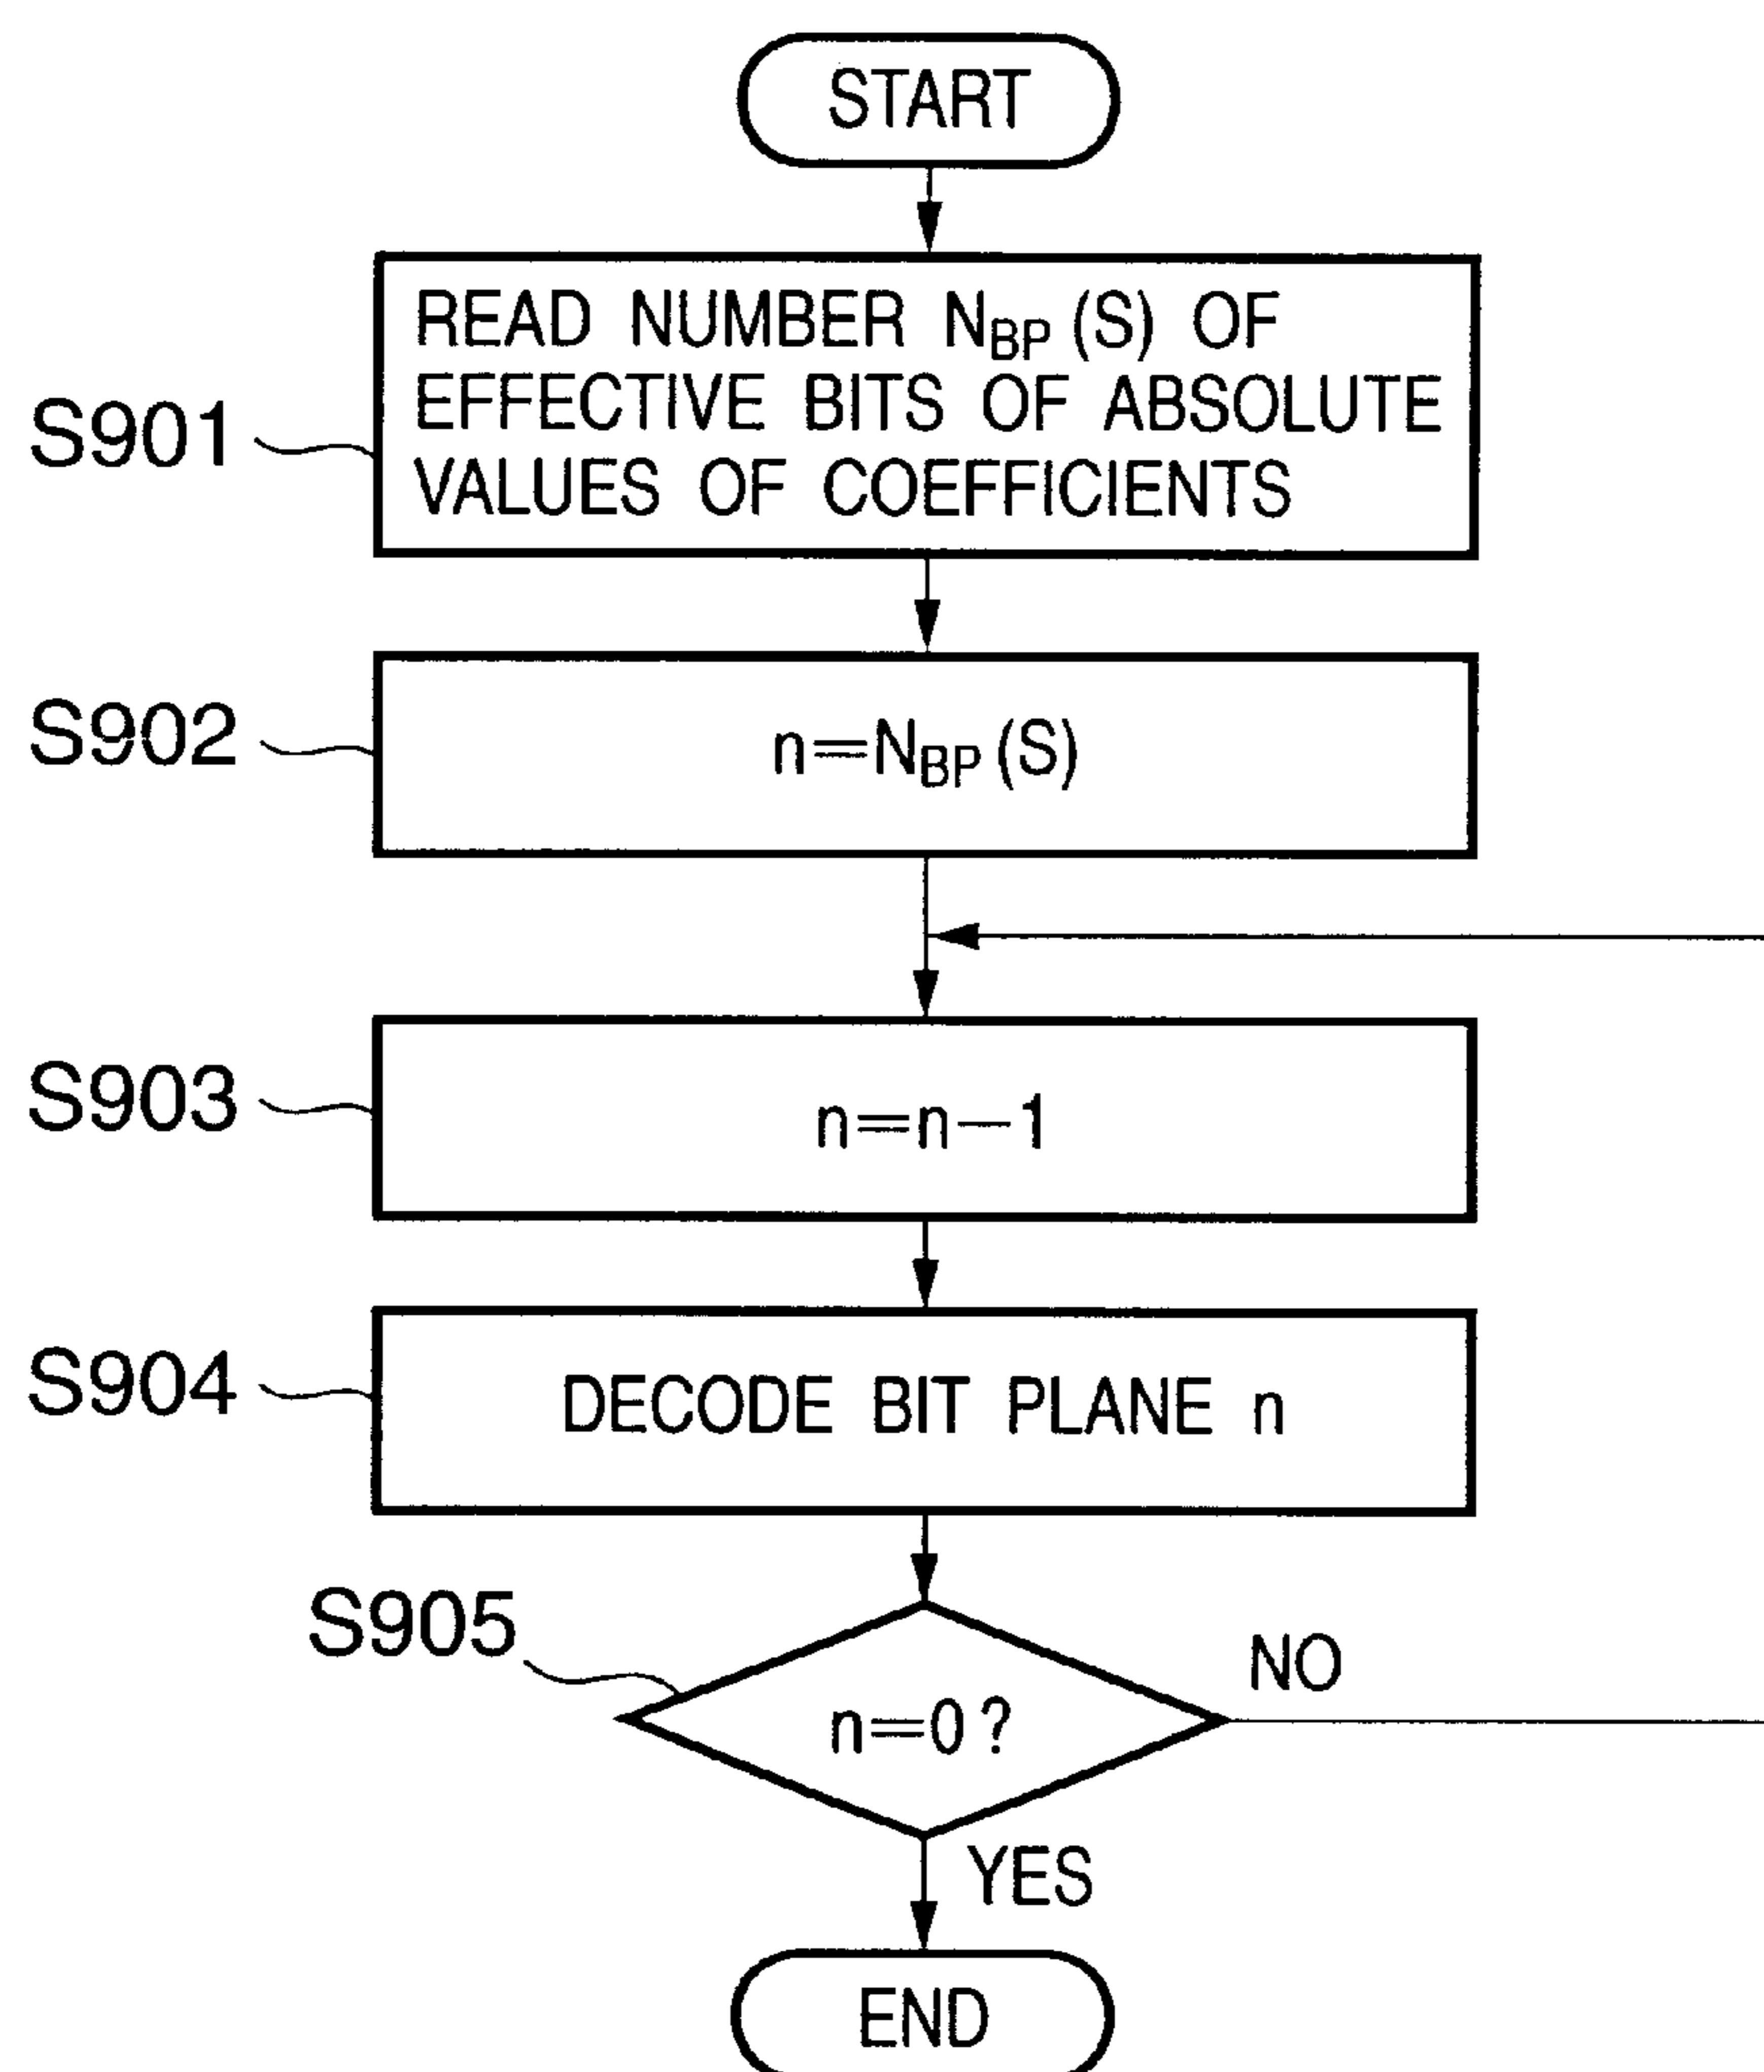 START
S901
READ NUMBER N_BP (S) OF
EFFECTIVE BITS OF ABSOLUTE
VALUES OF COEFFICIENTS
S902
n=N_BP (S)
S903
n=n−1
S904
DECODE BIT PLANE n
S905
n=0?
NO
YES
END